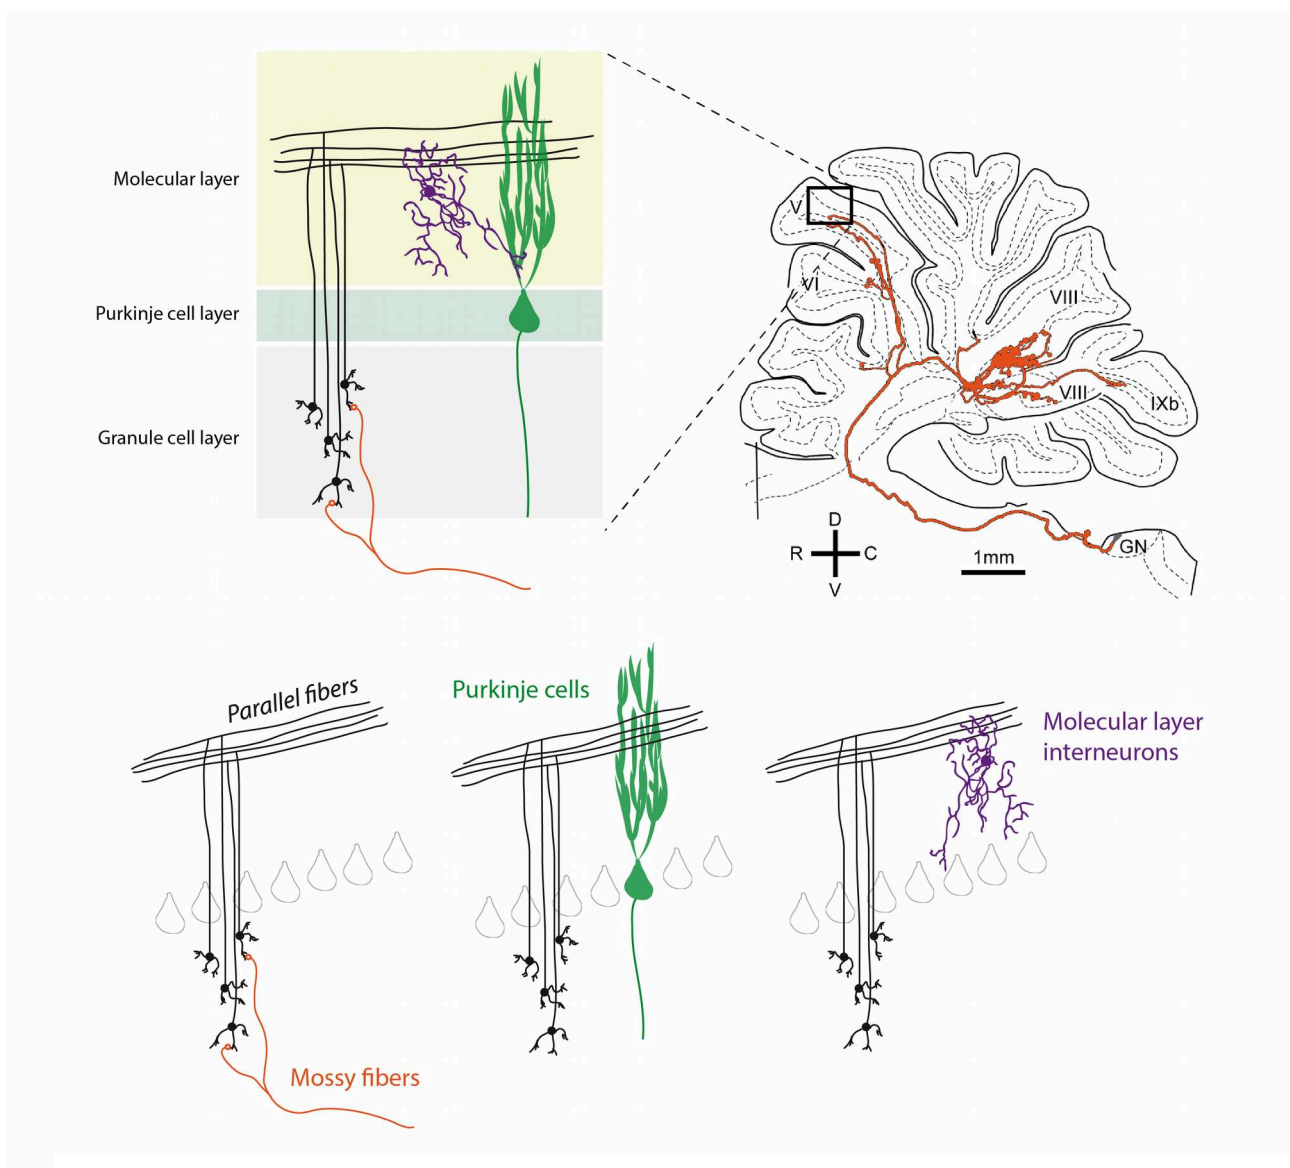 Molecular layer
Purkinje cell layer
Granule cell layer
V
VI
VIII
VIII
IXb
GN
D
R
C
V
1mm
Parallel fibers
Mossy fibers
Purkinje cells
Molecular layer
interneurons